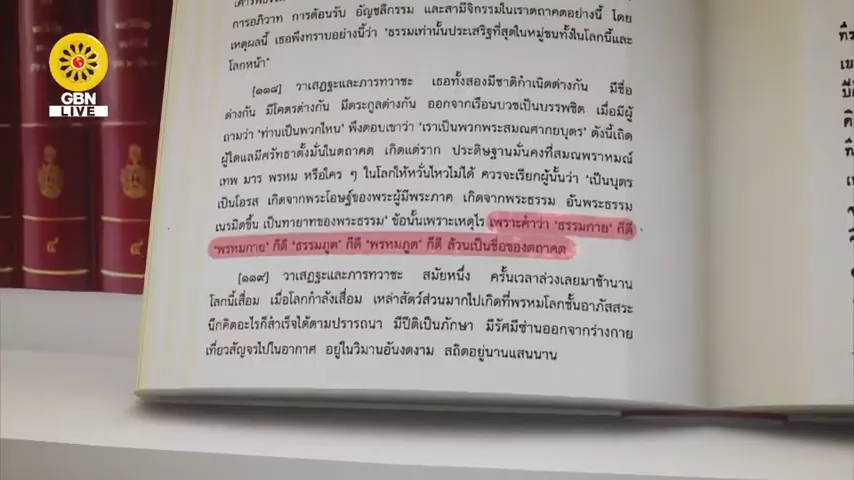 การอภิวาท การต้อนรับ อัญชลีกรรม และสามีจิกรรมในเราตถาคตอย่างนี้ โดย
เหตุผลนี้ เธอพึงทราบอย่างนี้ว่า ‘ธรรมเท่านั้นประเสริฐที่สุดในหมู่ชนทั้งในโลกนี้และ
โลกหน้า’
[๑๑๘] วาเสฏฐะและภารทวาชะ เธอทั้งสองมีชาติกำเนิดต่างกัน มีชื่อ
ต่างกัน มีโคตรต่างกัน มีตระกูลต่างกัน ออกจากเรือนบวชเป็นบรรพชิต เมื่อมีผู้
ถามว่า ‘ท่านเป็นพวกไหน’ พึงตอบเขาว่า ‘เราเป็นพวกพระสมณศากยบุตร’ ดังนี้เถิด
ผู้ใดแลมีศรัทธาตั้งมั่นในตถาคต เกิดแต่ราก ประดิษฐานมั่นคงที่สมณพราหมณ์
เทพ มาร พรหม หรือใคร ๆ ในโลกให้หวั่นไหวไม่ได้ ควรจะเรียกผู้นั้นว่า ‘เป็นบุตร
เป็นโอรส เกิดจากพระโอษฐ์ของพระผู้มีพระภาค เกิดจากพระธรรม อันพระธรรม
เนรมิตขึ้น เป็นทายาทของพระธรรม’ ข้อนั้นเพราะเหตุไร เพราะคำว่า ‘ธรรมกาย’ ก็ดี
‘พรหมกาย’ ก็ดี ‘ธรรมภูต’ ก็ดี ‘พรหมภูต’ ก็ดี ล้วนเป็นชื่อของตถาคต
[๑๑๙] วาเสฏฐะและภารทวาชะ สมัยหนึ่ง ครั้นเวลาล่วงเลยมาช้านาน
โลกนี้เสื่อม เมื่อโลกกำลังเสื่อม เหล่าสัตว์ส่วนมากไปเกิดที่พรหมโลกชั้นอาภัสสระ
นึกคิดอะไรก็สำเร็จได้ตามปรารถนา มีปีติเป็นภักษา มีรัศมีซ่านออกจากร่างกาย
เที่ยวสัญจรไปในอากาศ อยู่ในวิมานอันงดงาม สถิตอยู่นานแสนนาน
GBN
LIVE
๔
๕